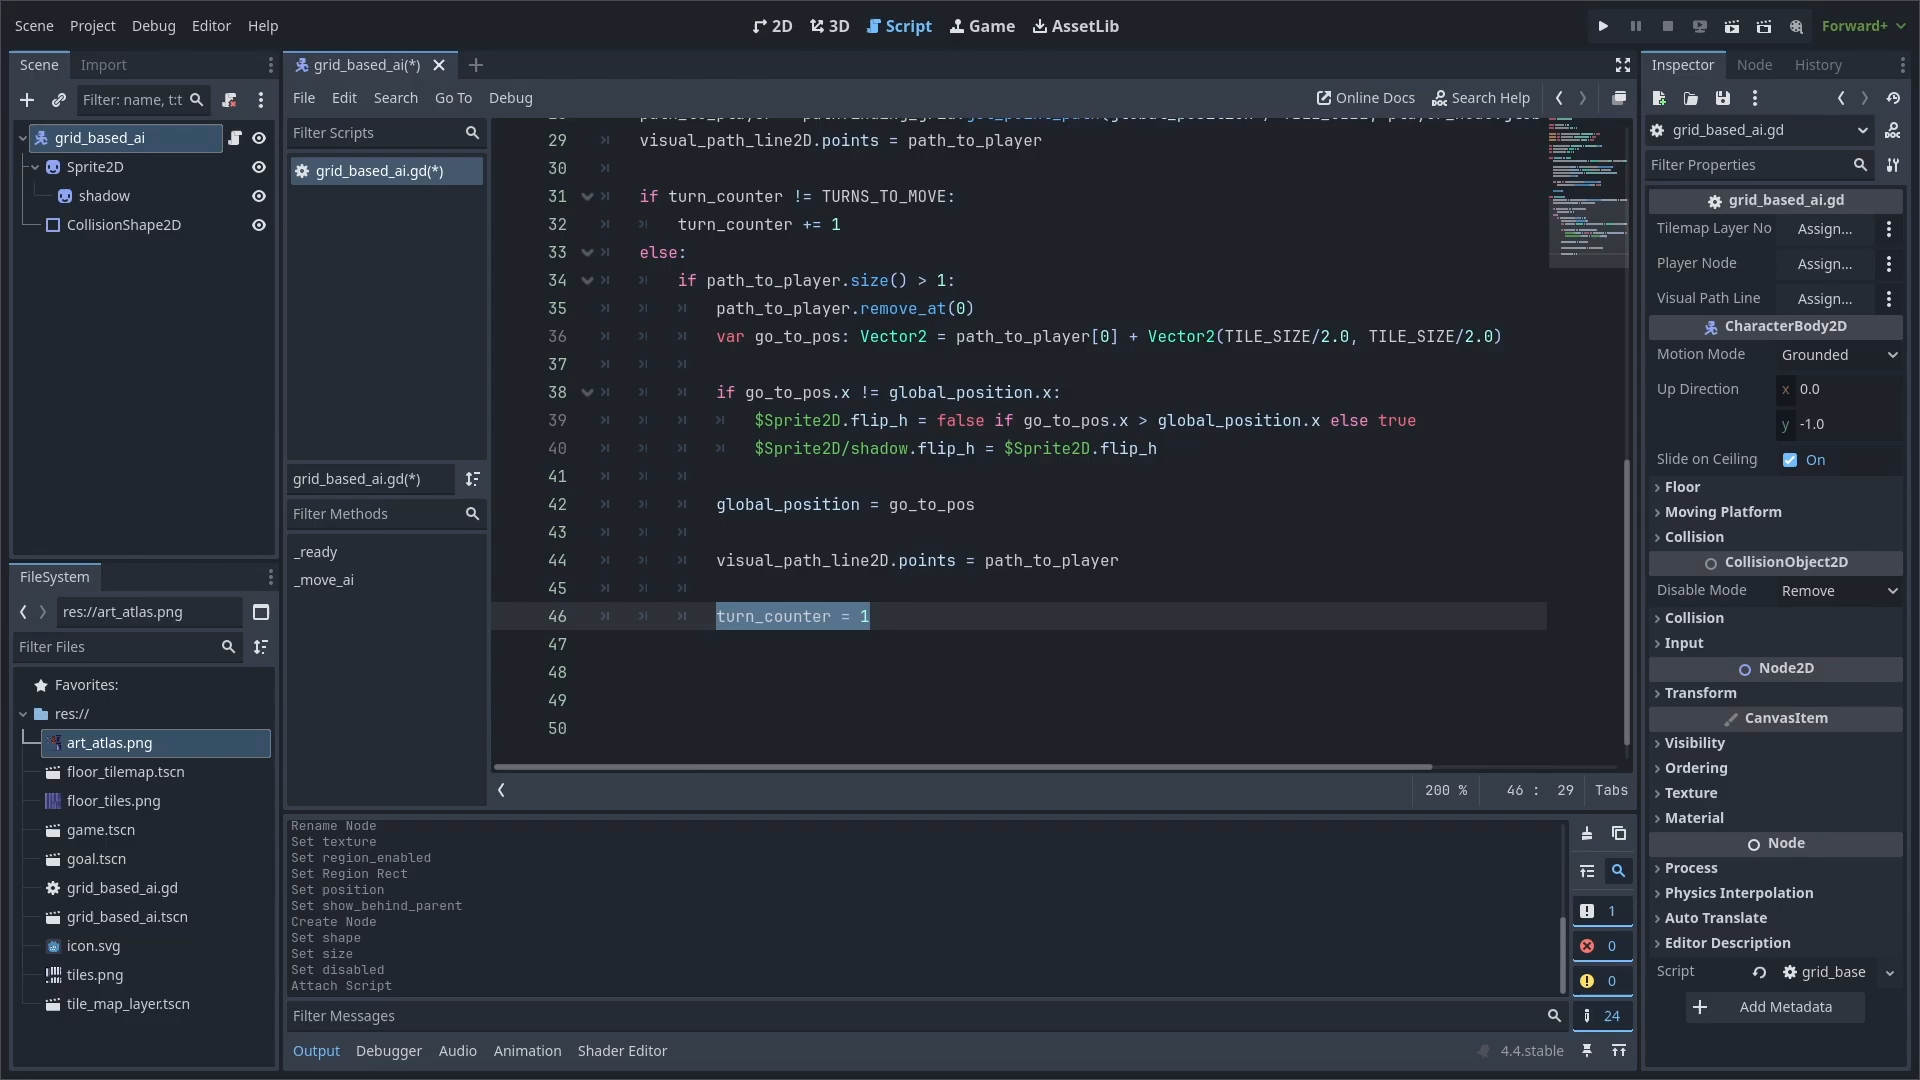 Scene Project Debug Editor Help
2D 3D Script Game AssetLib
Forward+
Scene Import
Filter: name, t:t
grid_based_ai
Sprite2D
shadow
CollisionShape2D
FileSystem
res://art_atlas.png
Filter Files
Favorites:
res://
art_atlas.png
floor_tilemap.tscn
floor_tiles.png
game.tscn
goal.tscn
grid_based_ai.gd
grid_based_ai.tscn
icon.svg
tiles.png
tile_map_layer.tscn
grid_based_ai(*)
File Edit Search Go To Debug
Online Docs Search Help
Filter Scripts
grid_based_ai.gd(*)
grid_based_ai.gd(*)
Filter Methods
_ready
_move_ai
29 visual_path_line2D.points = path_to_player
30
31 if turn_counter != TURNS_TO_MOVE:
32 turn_counter += 1
33 else:
34 if path_to_player.size() > 1:
35 path_to_player.remove_at(0)
36 var go_to_pos: Vector2 = path_to_player[0] + Vector2(TILE_SIZE/2.0, TILE_SIZE/2.0)
37
38 if go_to_pos.x != global_position.x:
39 $Sprite2D.flip_h = false if go_to_pos.x > global_position.x else true
40 $Sprite2D/shadow.flip_h = $Sprite2D.flip_h
41
42 global_position = go_to_pos
43
44 visual_path_line2D.points = path_to_player
45
46 turn_counter = 1
47
48
49
50
200 % 46 : 29 Tabs
Rename Node
Set texture
Set region_enabled
Set Region Rect
Set position
Set show_behind_parent
Create Node
Set shape
Set size
Set disabled
Attach Script
1
0
0
24
Filter Messages
Output Debugger Audio Animation Shader Editor
4.4.stable
Inspector Node History
grid_based_ai.gd
Filter Properties
grid_based_ai.gd
Tilemap Layer No Assign...
Player Node Assign...
Visual Path Line Assign...
CharacterBody2D
Motion Mode Grounded
Up Direction x 0.0
y -1.0
Slide on Ceiling On
Floor
Moving Platform
Collision
CollisionObject2D
Disable Mode Remove
Collision
Input
Node2D
Transform
CanvasItem
Visibility
Ordering
Texture
Material
Node
Process
Physics Interpolation
Auto Translate
Editor Description
Script grid_base
Add Metadata